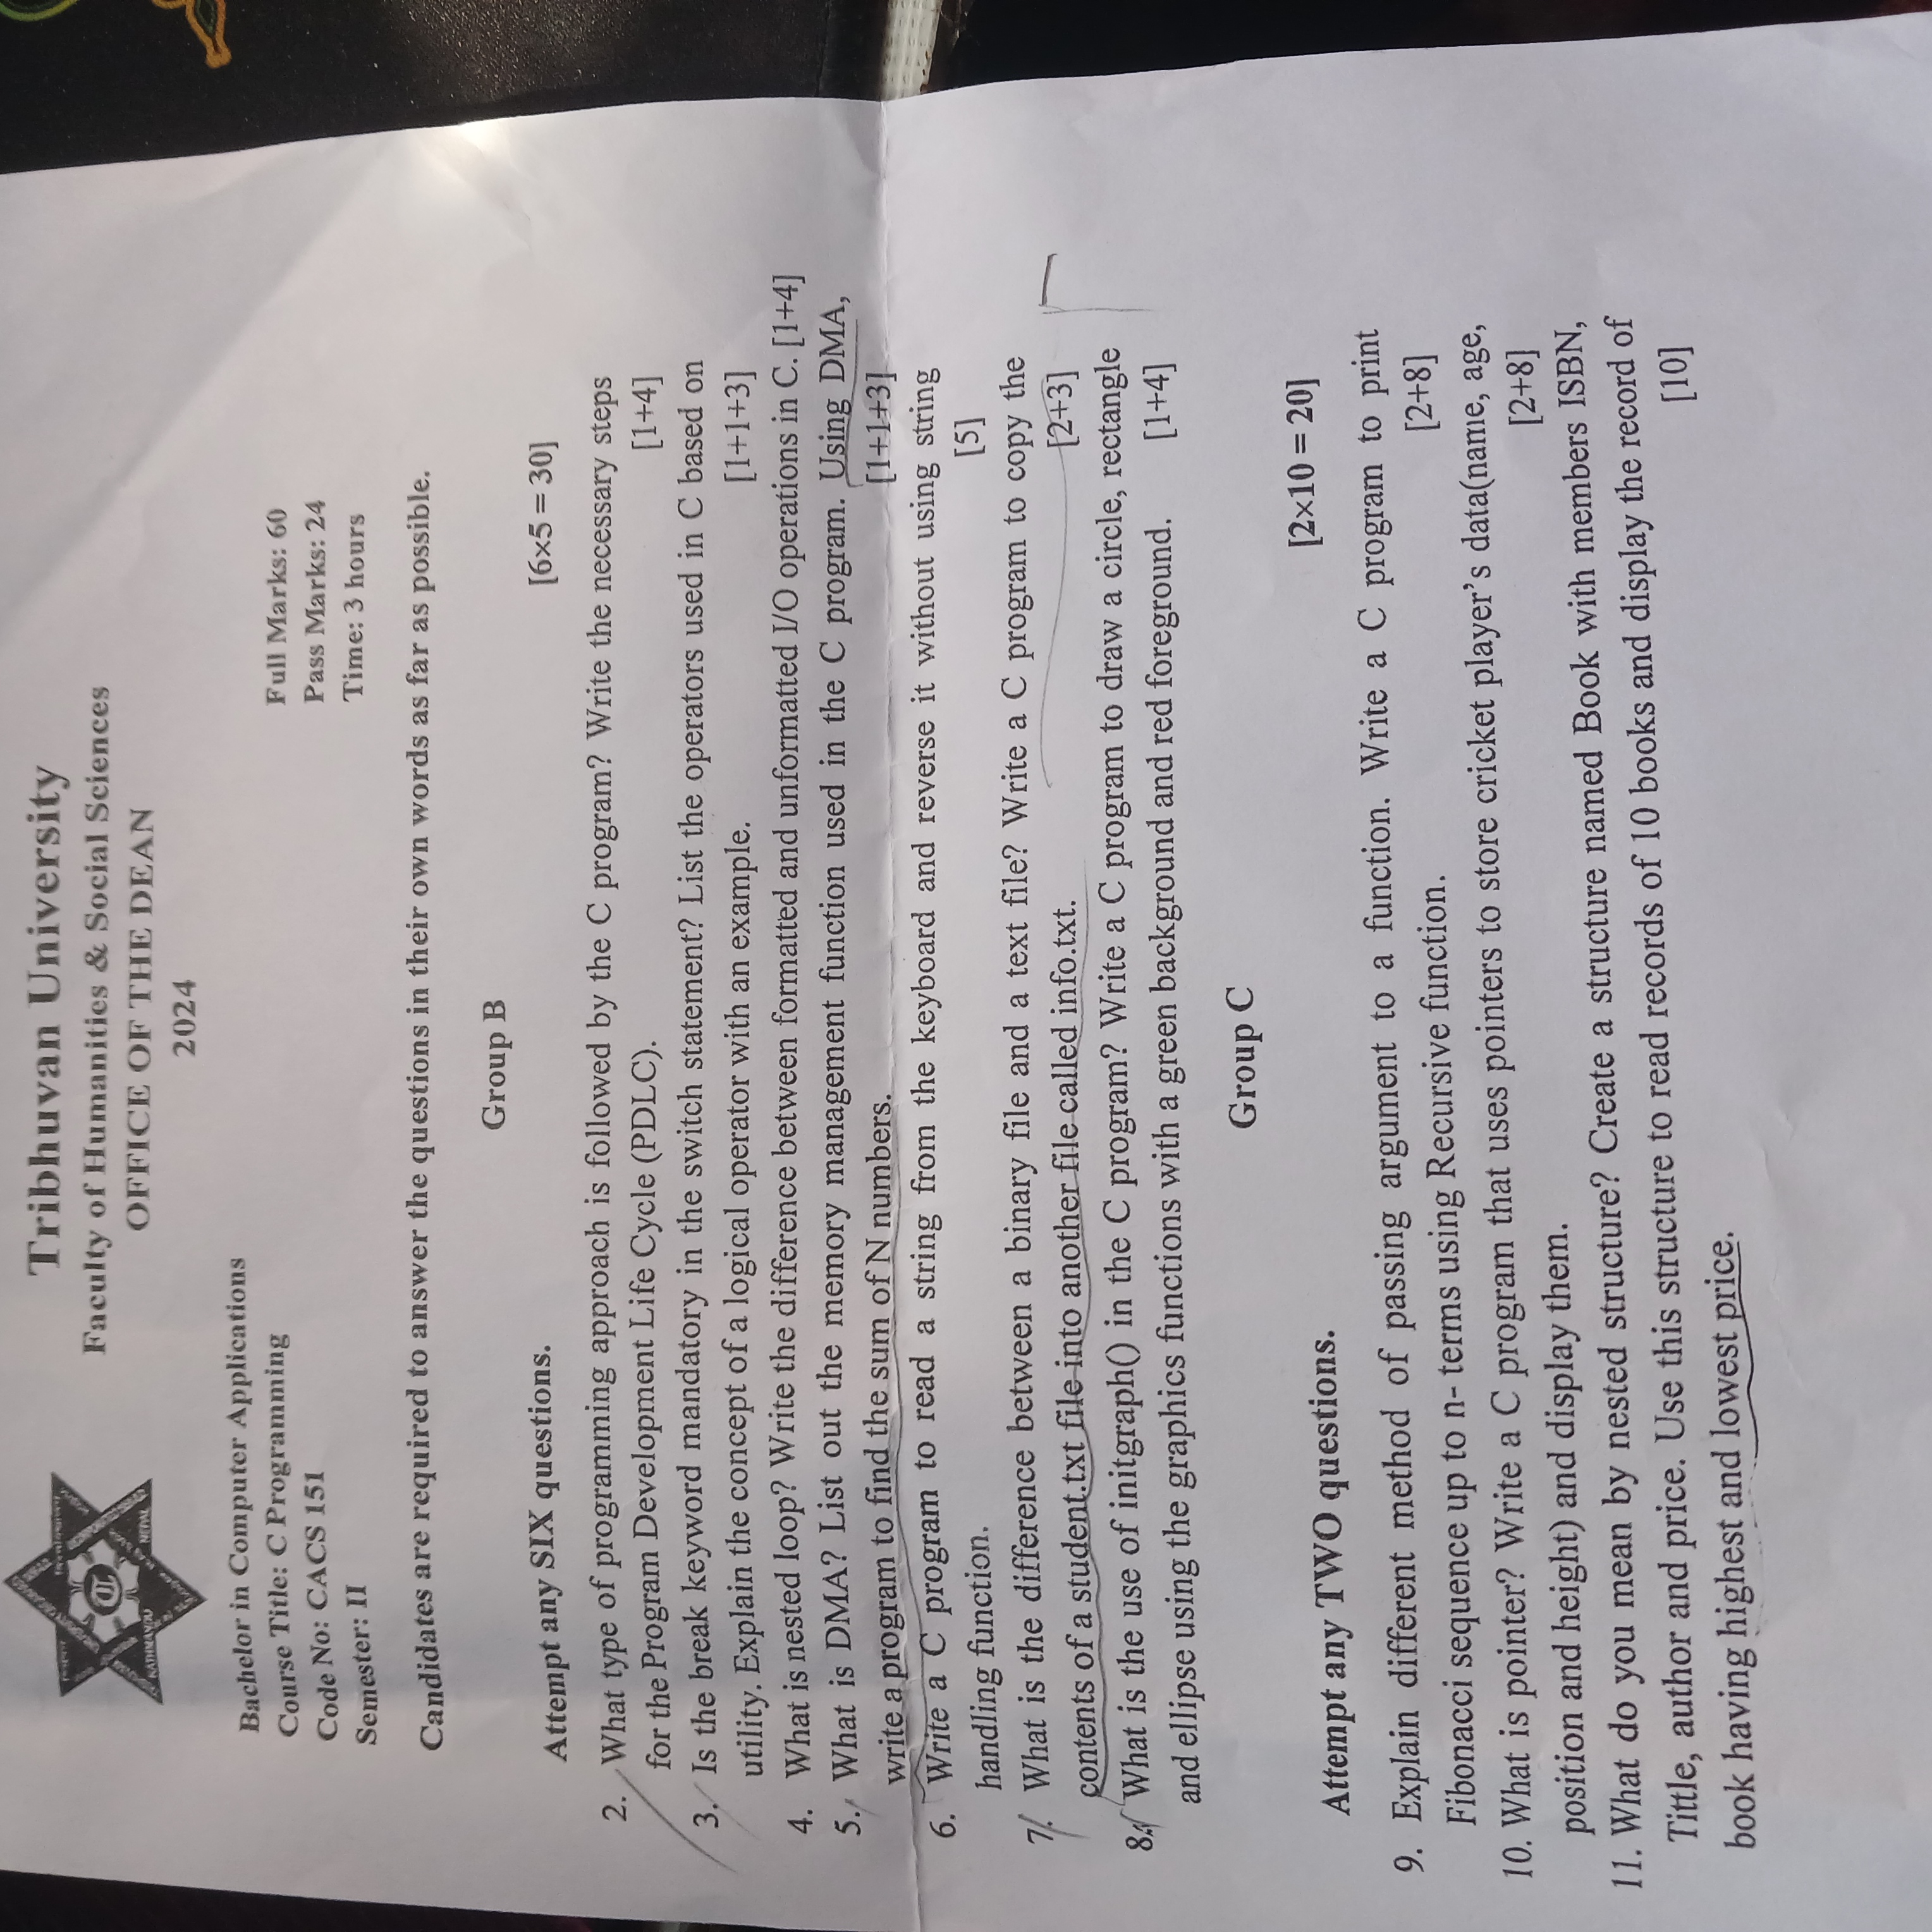 Tribhuvan University
Faculty of Humanities & Social Sciences
OFFICE OF THE DEAN
2024
KATHMANDU NEPAL
Bachelor in Computer Applications
Course Title: C Programming
Full Marks: 60
Code No: CACS 151
Pass Marks: 24
Semester: II
Time: 3 hours
Candidates are required to answer the questions in their own words as far as possible.
Group B
Attempt any SIX questions. [6×5 = 30]
2. What type of programming approach is followed by the C program? Write the necessary steps
for the Program Development Life Cycle (PDLC). [1+4]
3. Is the break keyword mandatory in the switch statement? List the operators used in C based on
utility. Explain the concept of a logical operator with an example. [1+1+3]
4. What is nested loop? Write the difference between formatted and unformatted I/O operations in C. [1+4]
5. What is DMA? List out the memory management function used in the C program. Using DMA,
write a program to find the sum of N numbers. [1+1+3]
6. Write a C program to read a string from the keyboard and reverse it without using string
handling function. [5]
7. What is the difference between a binary file and a text file? Write a C program to copy the
contents of a student.txt file into another file called info.txt. [2+3]
8. What is the use of initgraph() in the C program? Write a C program to draw a circle, rectangle
and ellipse using the graphics functions with a green background and red foreground. [1+4]
Group C
Attempt any TWO questions. [2×10 = 20]
9. Explain different method of passing argument to a function. Write a C program to print
Fibonacci sequence up to n- terms using Recursive function. [2+8]
10. What is pointer? Write a C program that uses pointers to store cricket player's data(name, age,
position and height) and display them. [2+8]
11. What do you mean by nested structure? Create a structure named Book with members ISBN,
Tittle, author and price. Use this structure to read records of 10 books and display the record of
book having highest and lowest price. [10]